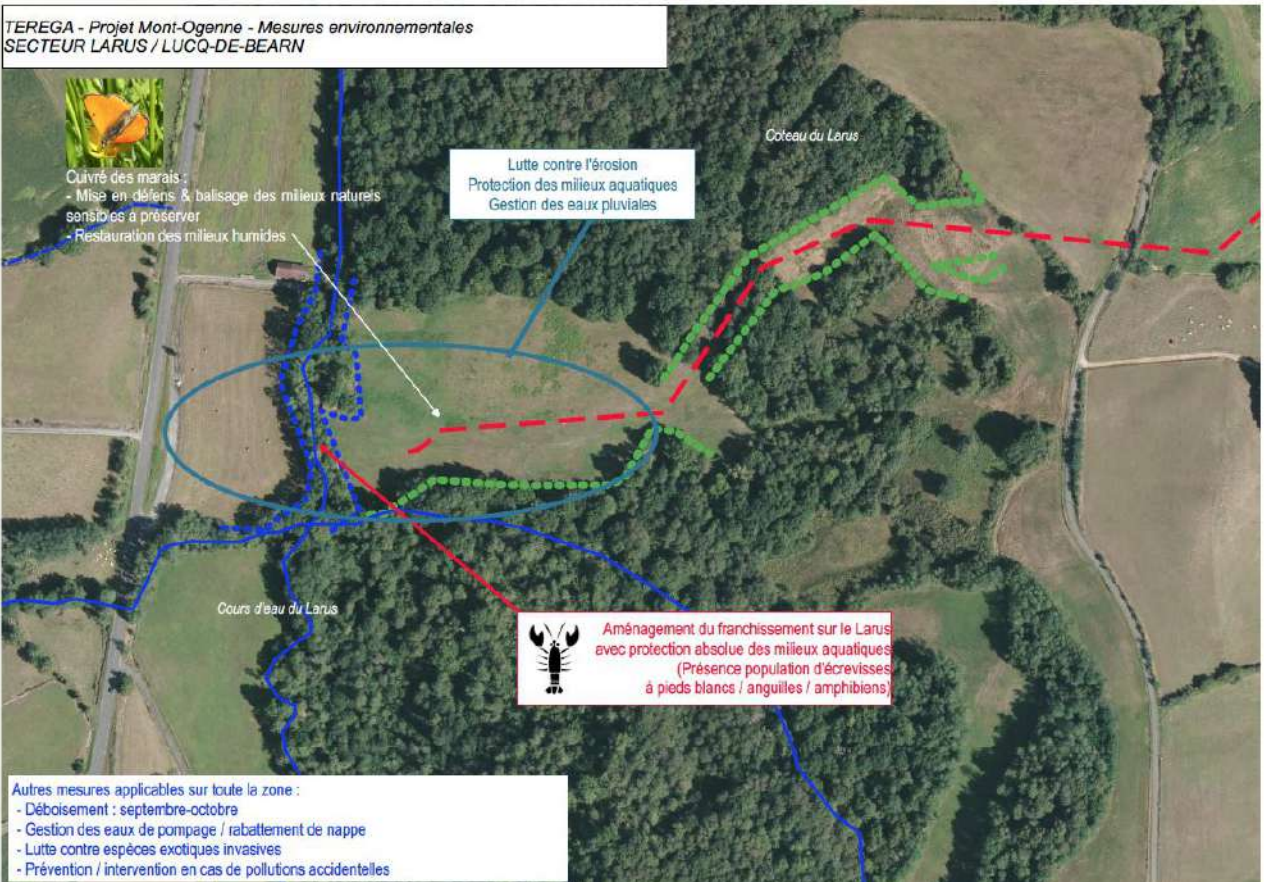 TEREGA - Projet Mont-Ogenne - Mesures environnementales
SECTEUR LARUS / LUCQ-DE-BEARN
Cuivré des marais :
- Mise en défens & balisage des milieux naturels
sensibles à préserver
- Restauration des milieux humides
Lutte contre l'érosion
Protection des milieux aquatiques
Gestion des eaux pluviales
Coteau du Larus
Cours d'eau du Larus
Aménagement du franchissement sur le Larus
avec protection absolue des milieux aquatiques
(Présence population d'écrevisses
à pieds blancs / anguilles / amphibiens)
Autres mesures applicables sur toute la zone :
- Déboisement : septembre-octobre
- Gestion des eaux de pompage / rabattement de nappe
- Lutte contre espèces exotiques invasives
- Prévention / intervention en cas de pollutions accidentelles